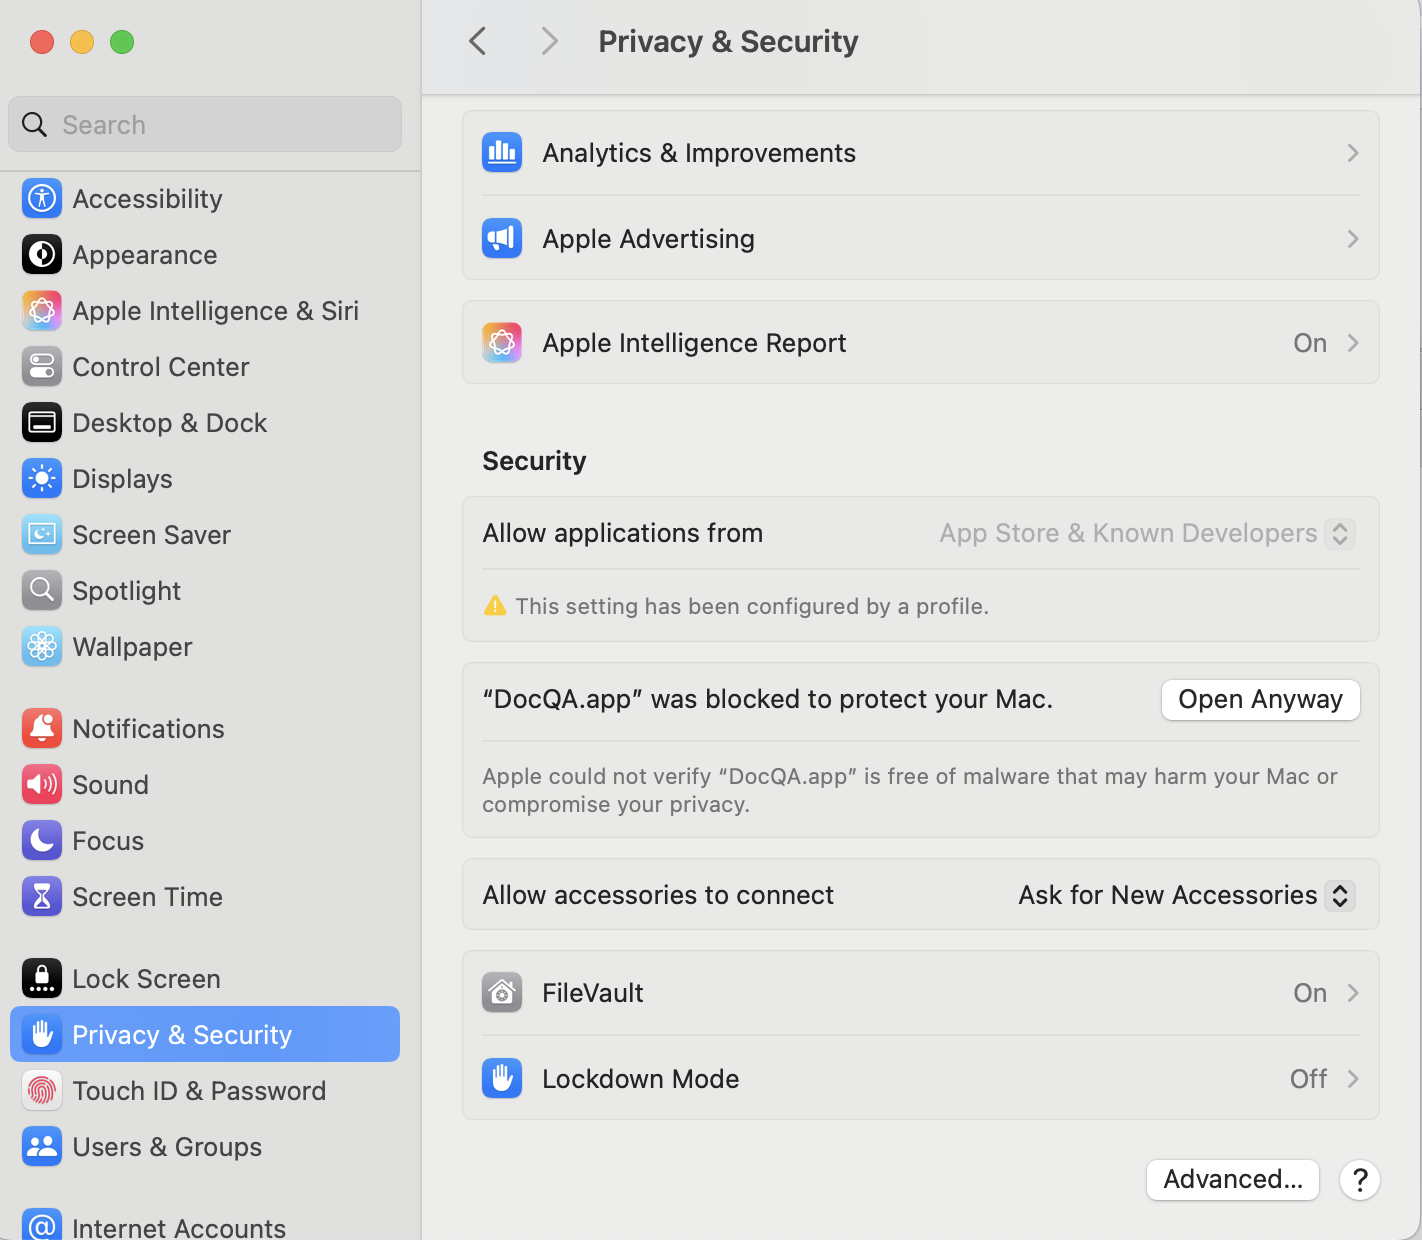 Search
Accessibility
Appearance
Apple Intelligence & Siri
Control Center
Desktop & Dock
Displays
Screen Saver
Spotlight
Wallpaper
Notifications
Sound
Focus
Screen Time
Lock Screen
Privacy & Security
Touch ID & Password
Users & Groups
Internet Accounts
Privacy & Security
Analytics & Improvements
Apple Advertising
Apple Intelligence Report On
Security
Allow applications from App Store & Known Developers
This setting has been configured by a profile.
“DocQA.app” was blocked to protect your Mac. Open Anyway
Apple could not verify “DocQA.app” is free of malware that may harm your Mac or
compromise your privacy.
Allow accessories to connect Ask for New Accessories
FileVault On
Lockdown Mode Off
Advanced... ?